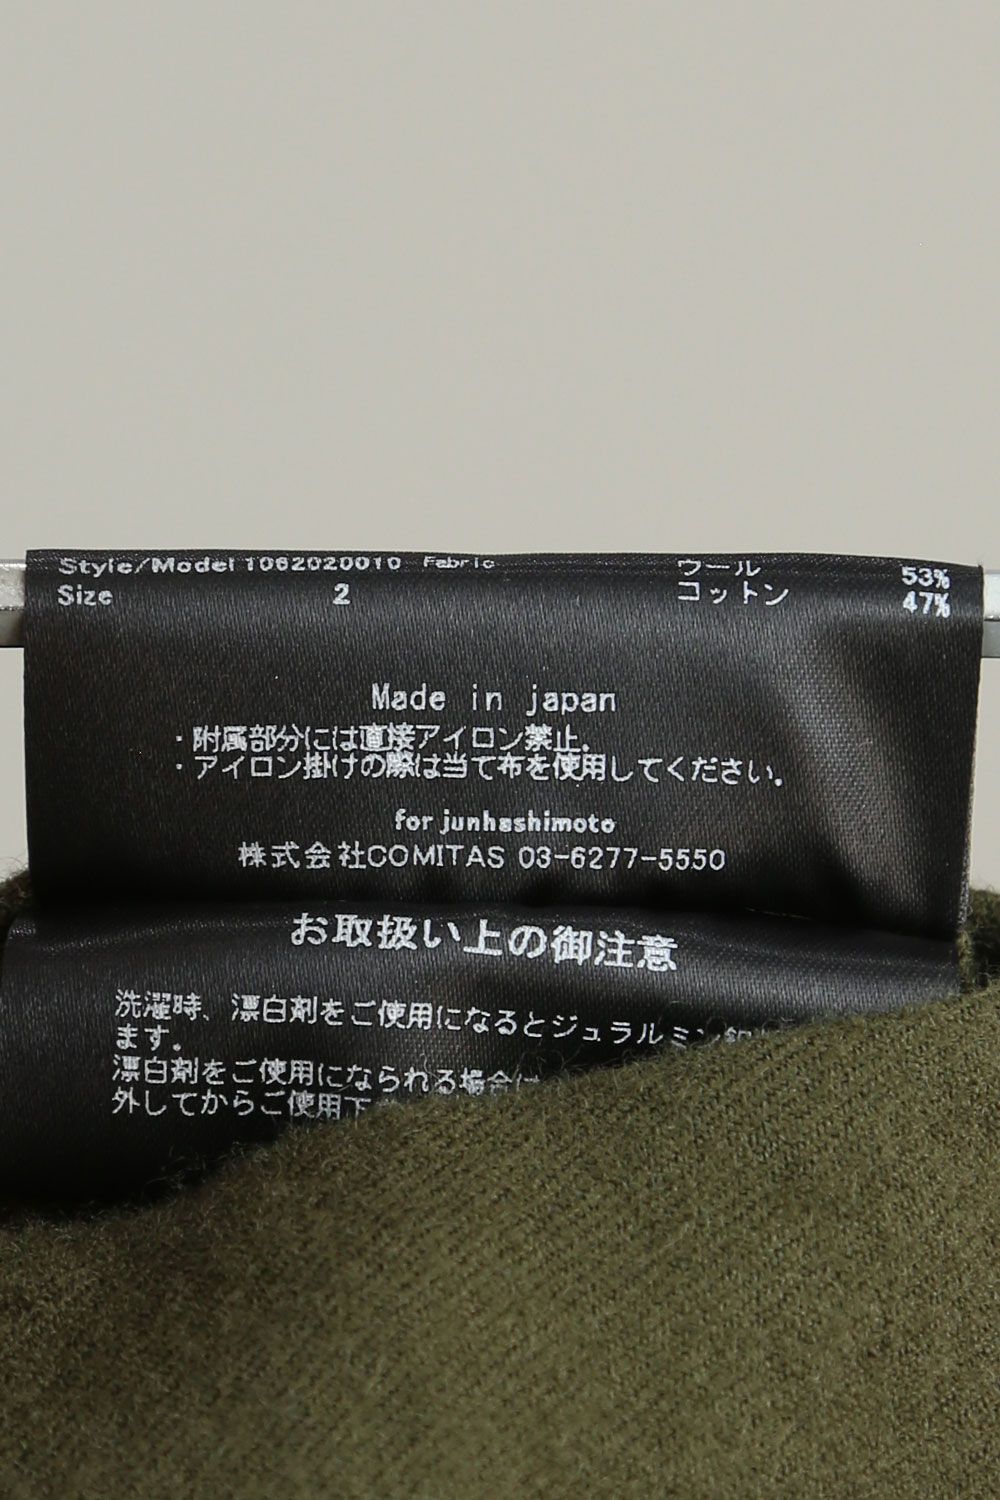 Style/Model 1062020010 Fabric ウール 53%
Size 2 コットン 47%
Made in japan
・附属部分には直接アイロン禁止。
・アイロン掛けの際は当て布を使用してください。
for junhashimoto
株式会社COMITAS 03-6277-5550
お取扱い上の御注意
洗濯時、漂白剤をご使用になるとジュラルミン釦
ます。
漂白剤をご使用になられる場合は
外してからご使用下